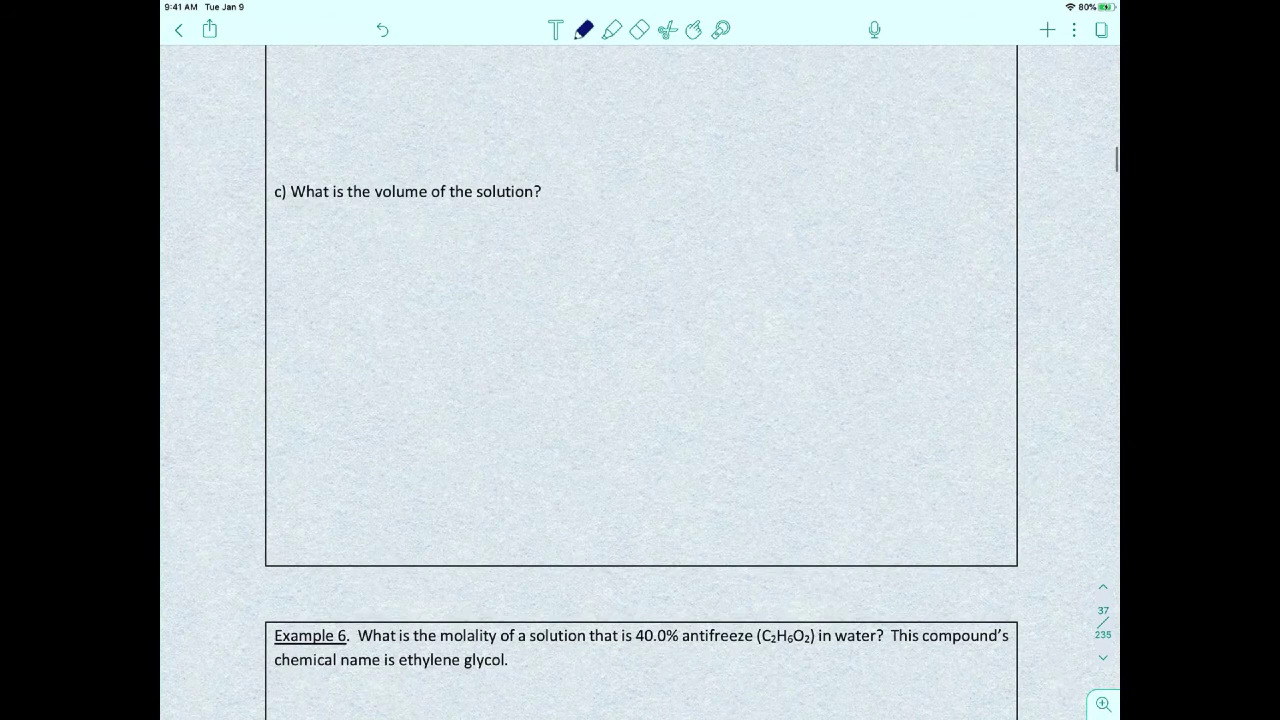 9:41 AM Tue Jan 9
80%
T
c) What is the volume of the solution?
37
/
235
Example 6. What is the molality of a solution that is 40.0% antifreeze (C₂H₆O₂) in water? This compound's
chemical name is ethylene glycol.